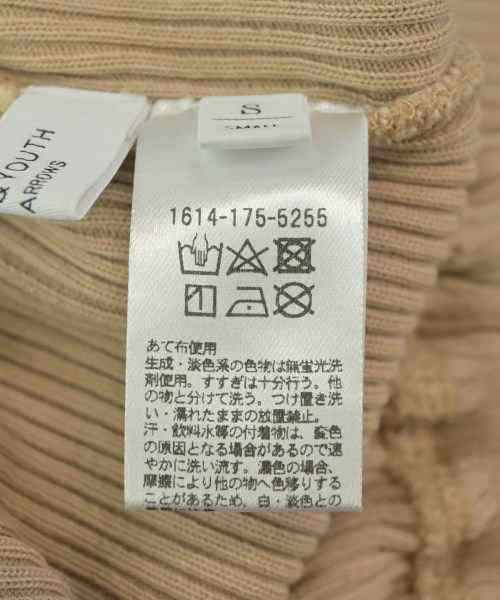 & YOUTH
ARROWS
S
SMALL
1614-175-5255
あて布使用
生成・淡色系の色物は無蛍光洗
剤使用。すすぎは十分行う。他
の物と分けて洗う。つけ置き洗
い・濡れたままの放置禁止。
汗・飲料水等の付着物は、変色
の原因となる場合があるので速
やかに洗い流す。濃色の場合、
摩擦により他の物へ色移りする
ことがあるため、白・淡色との